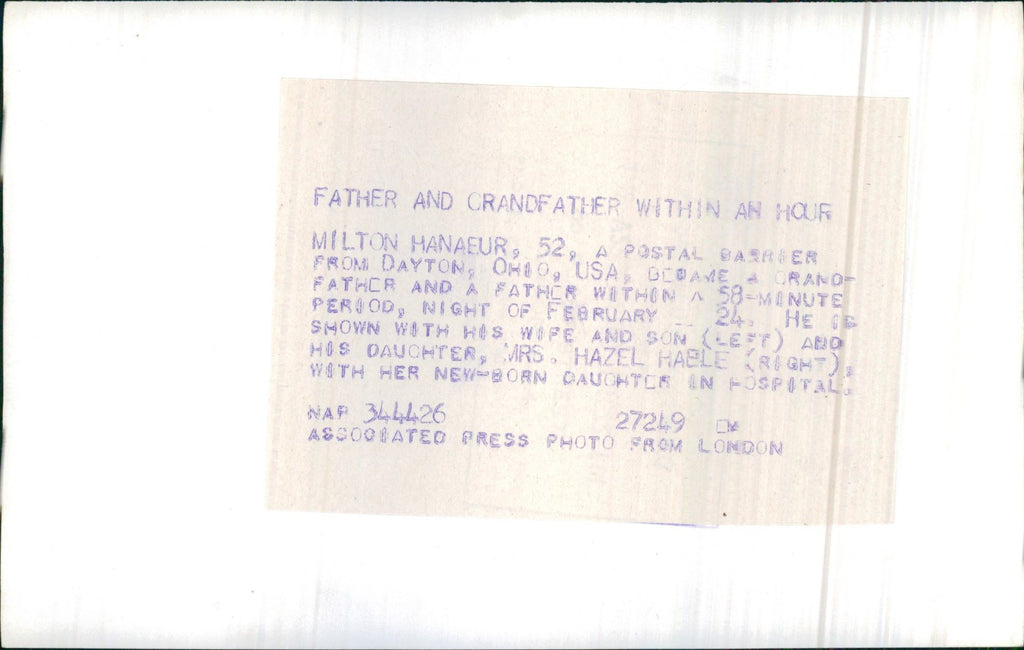 FATHER AND GRANDFATHER WITHIN AN HOUR
MILTON HANAEUR, 52, A POSTAL CARRIER
FROM DAYTON, OHIO, USA, BECAME A GRAND-
FATHER AND A FATHER WITHIN A 58-MINUTE
PERIOD, NIGHT OF FEBRUARY 24. HE IS
SHOWN WITH HIS WIFE AND SON (LEFT) AND
HIS DAUGHTER, MRS. HAZEL HABLE (RIGHT),
WITH HER NEW-BORN DAUGHTER IN HOSPITAL.
NAP 344426 27249
ASSOCIATED PRESS PHOTO FROM LONDON